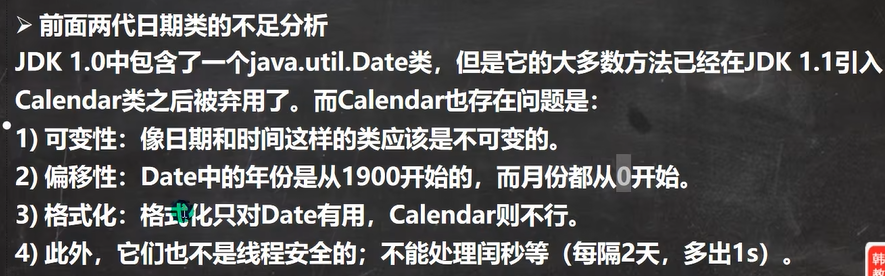 ➢ 前面两代日期类的不足分析
JDK 1.0中包含了一个java.util.Date类，但是它的大多数方法已经在JDK 1.1引入
Calendar类之后被弃用了。而Calendar也存在问题是：
1) 可变性：像日期和时间这样的类应该是不可变的。
2) 偏移性：Date中的年份是从1900开始的，而月份都从0开始。
3) 格式化：格式化只对Date有用，Calendar则不行。
4) 此外，它们也不是线程安全的；不能处理闰秒等（每隔2天，多出1s）。
韩